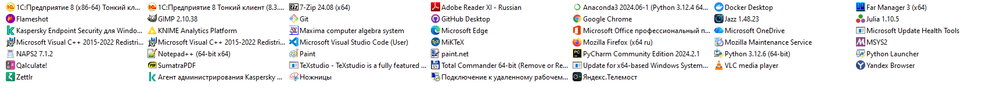 1С:Предприятие 8 (x86-64) Тонкий кл... 1С:Предприятие 8 Тонкий клиент (8.3.... 7-Zip 24.08 (x64) Adobe Reader XI - Russian Anaconda3 2024.06-1 (Python 3.12.4 64... Docker Desktop Far Manager 3 (x64)
Flameshot GIMP 2.10.38 Git GitHub Desktop Google Chrome Jazz 1.48.23 Julia 1.10.5
Kaspersky Endpoint Security для Windo... KNIME Analytics Platform Maxima computer algebra system Microsoft Edge Microsoft Office профессиональный п... Microsoft OneDrive Microsoft Update Health Tools
Microsoft Visual C++ 2015-2022 Redistri... Microsoft Visual C++ 2015-2022 Redistri... Microsoft Visual Studio Code (User) MiKTeX Mozilla Firefox (x64 ru) Mozilla Maintenance Service MSYS2
NAPS2 7.1.2 Notepad++ (64-bit x64) Paint paint.net PyCharm Community Edition 2024.2.1 Python 3.12.6 (64-bit) Python Launcher
Qalculate! SumatraPDF TeXstudio - TeXstudio is a fully featured ... Total Commander 64-bit (Remove or Re... Update for x64-based Windows System... VLC media player Yandex Browser
Zettlr Агент администрирования Kaspersky ... Ножницы Подключение к удаленному рабочем... Яндекс.Телемост